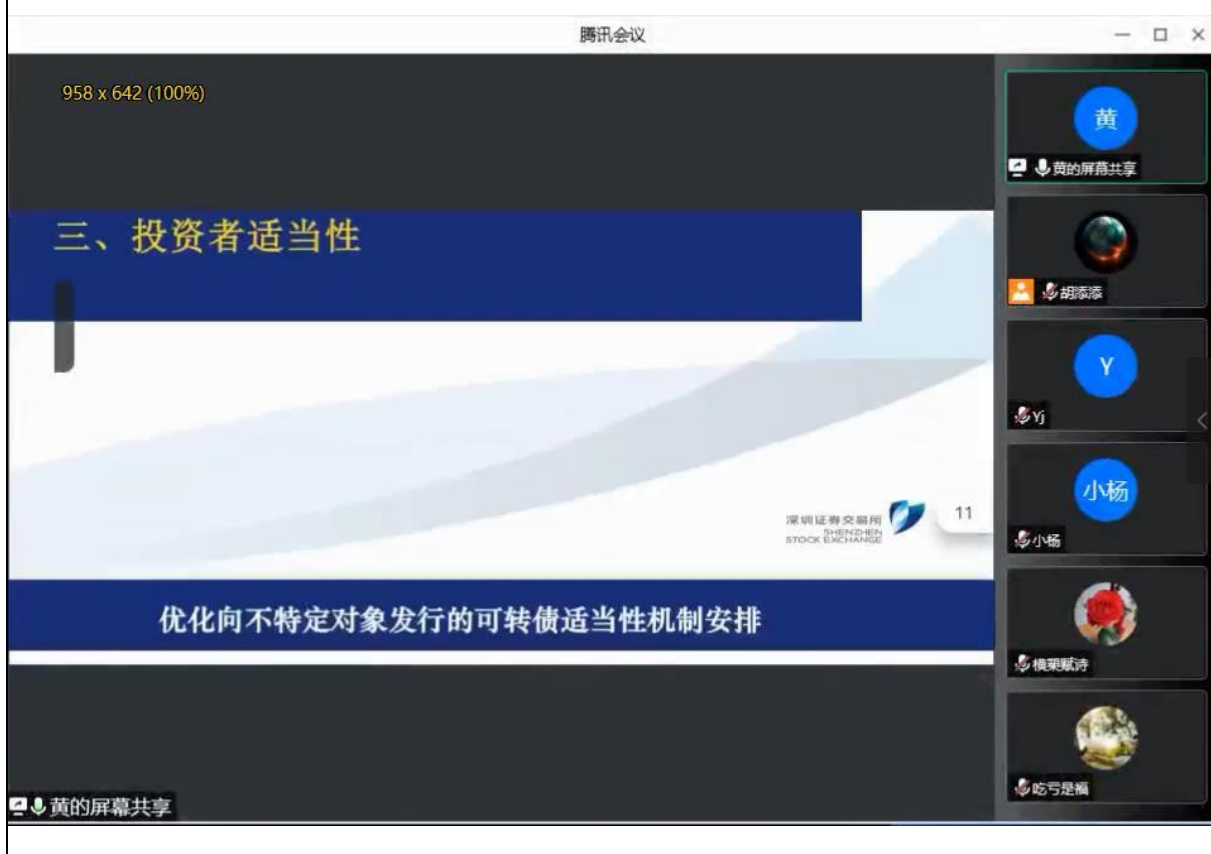 腾讯会议
958 x 642 (100%)
三、投资者适当性
深圳证券交易所
SHENZHEN
STOCK EXCHANGE
11
优化向不特定对象发行的可转债适当性机制安排
黄的屏幕共享
黄
黄的屏幕共享
胡添添
Y
Yj
小杨
小杨
横槊赋诗
吃亏是福